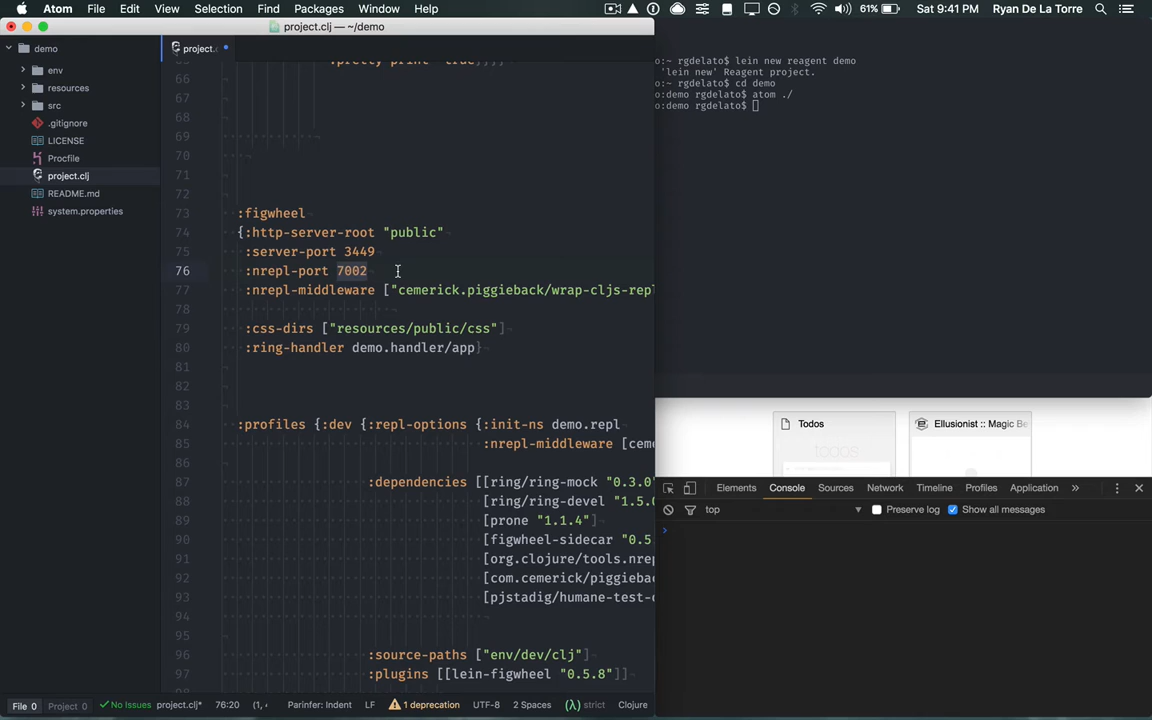 Atom File Edit View Selection Find Packages Window Help 61% Sat 9:41 PM Ryan De La Torre
project.clj — ~/demo
demo
env
resources
src
.gitignore
LICENSE
Procfile
project.clj
README.md
system.properties
project.
66
67
68
69
70
71
72
73 :figwheel
74 {:http-server-root "public"
75 :server-port 3449
76 :nrepl-port 7002
77 :nrepl-middleware ["cemerick.piggieback/wrap-cljs-repl
78
79 :css-dirs ["resources/public/css"]
80 :ring-handler demo.handler/app}
81
82
83
84 :profiles {:dev {:repl-options {:init-ns demo.repl
85 :nrepl-middleware [ceme
86
87 :dependencies [[ring/ring-mock "0.3.0"
88 [ring/ring-devel "1.5.0
89 [prone "1.1.4"]
90 [figwheel-sidecar "0.5.
91 [org.clojure/tools.nrep
92 [com.cemerick/piggiebac
93 [pjstadig/humane-test-o
94
95
96 :source-paths ["env/dev/clj"]
97 :plugins [[lein-figwheel "0.5.8"]]
File 0 Project 0 No Issues project.clj* 76:20 (1, Parinfer: Indent LF 1 deprecation UTF-8 2 Spaces (λ) strict Clojure
:~ rgdelato$ lein new reagent demo
'lein new' Reagent project.
:~ rgdelato$ cd demo
o:demo rgdelato$ atom ./
o:demo rgdelato$
Todos
todos
Ellusionist :: Magic Be
Elements Console Sources Network Timeline Profiles Application »
top Preserve log Show all messages